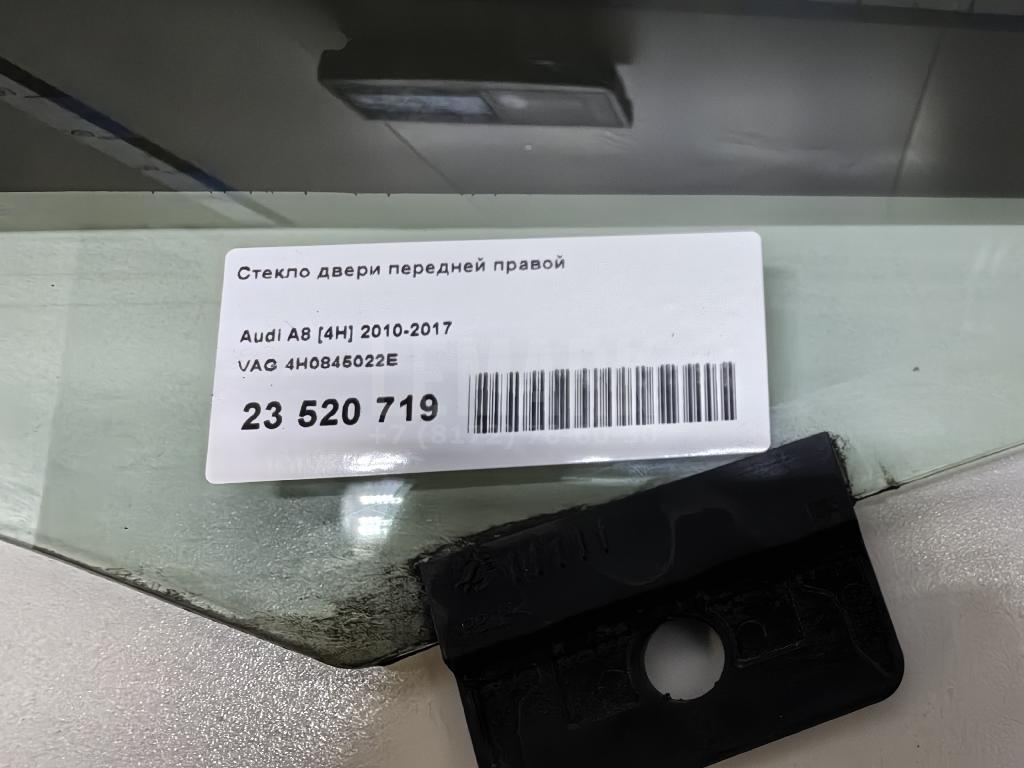 Стекло двери передней правой
Audi A8 [4H] 2010-2017
VAG 4H0845022E
23 520 719